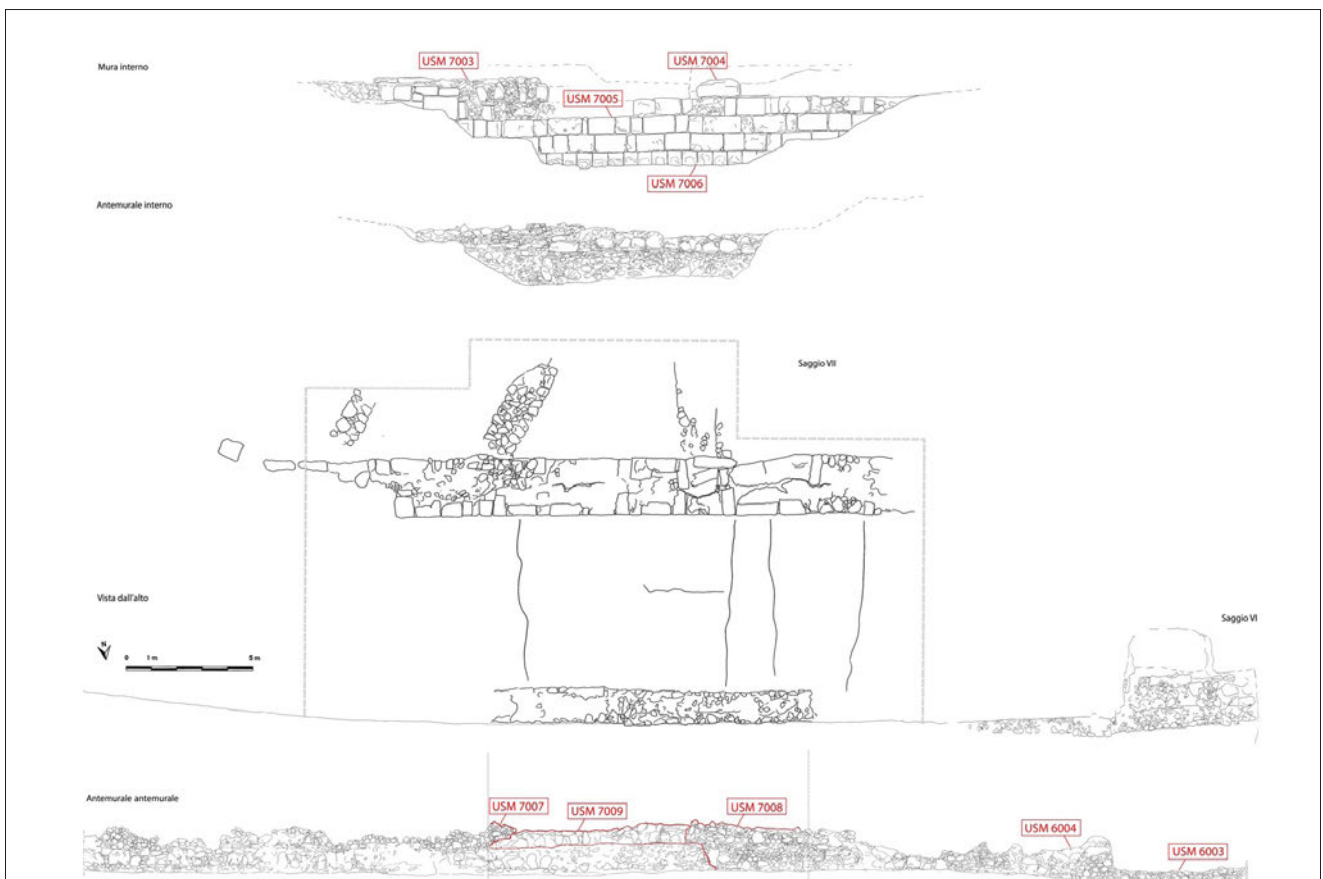 Mura interno
USM 7003
USM 7004
USM 7005
USM 7006
Antemurale interno
Saggio VII
Vista dall'alto
Saggio VI
N
0 1 m 5 m
Antemurale antemurale
USM 7007
USM 7009
USM 7008
USM 6004
USM 6003